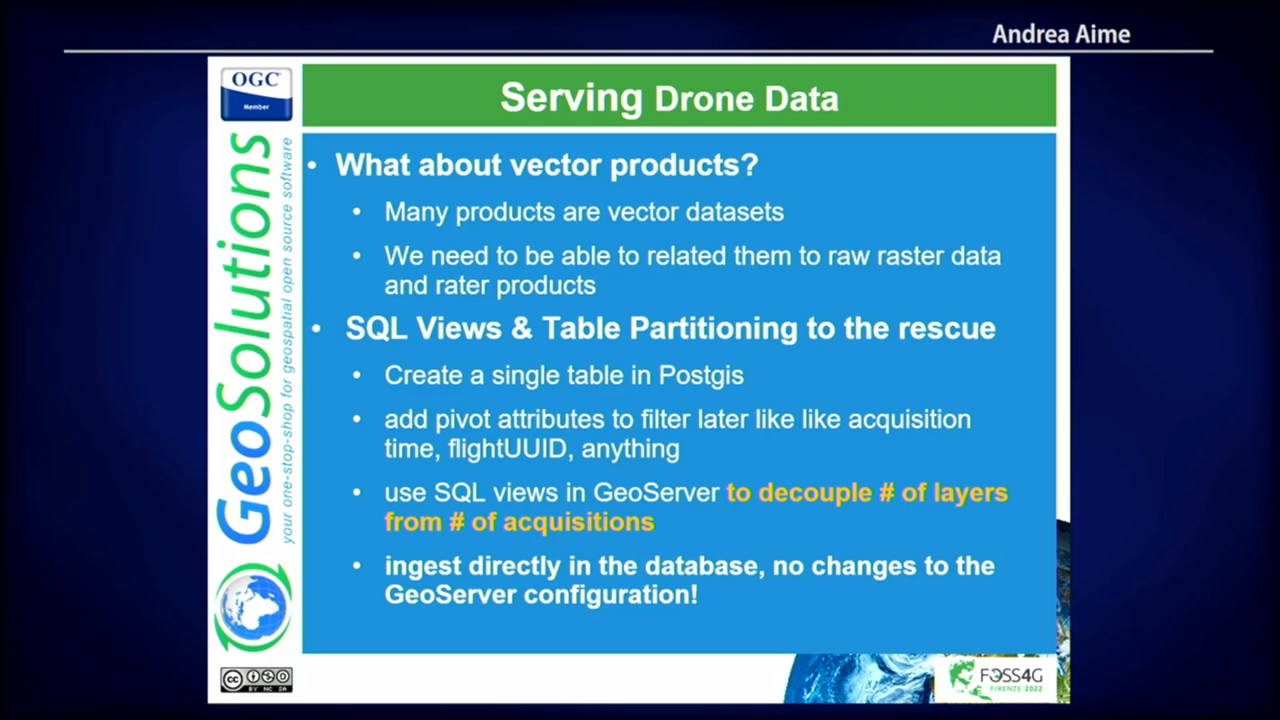 Andrea Aime
OGC
Member
Serving Drone Data
GeoSolutions
your one-stop-shop for geospatial open source software
• What about vector products?
• Many products are vector datasets
• We need to be able to related them to raw raster data
and rater products
• SQL Views & Table Partitioning to the rescue
• Create a single table in Postgis
• add pivot attributes to filter later like like acquisition
time, flightUUID, anything
• use SQL views in GeoServer to decouple # of layers
from # of acquisitions
• ingest directly in the database, no changes to the
GeoServer configuration!
cc
BY NC SA
FOSS4G
FIRENZE 2022